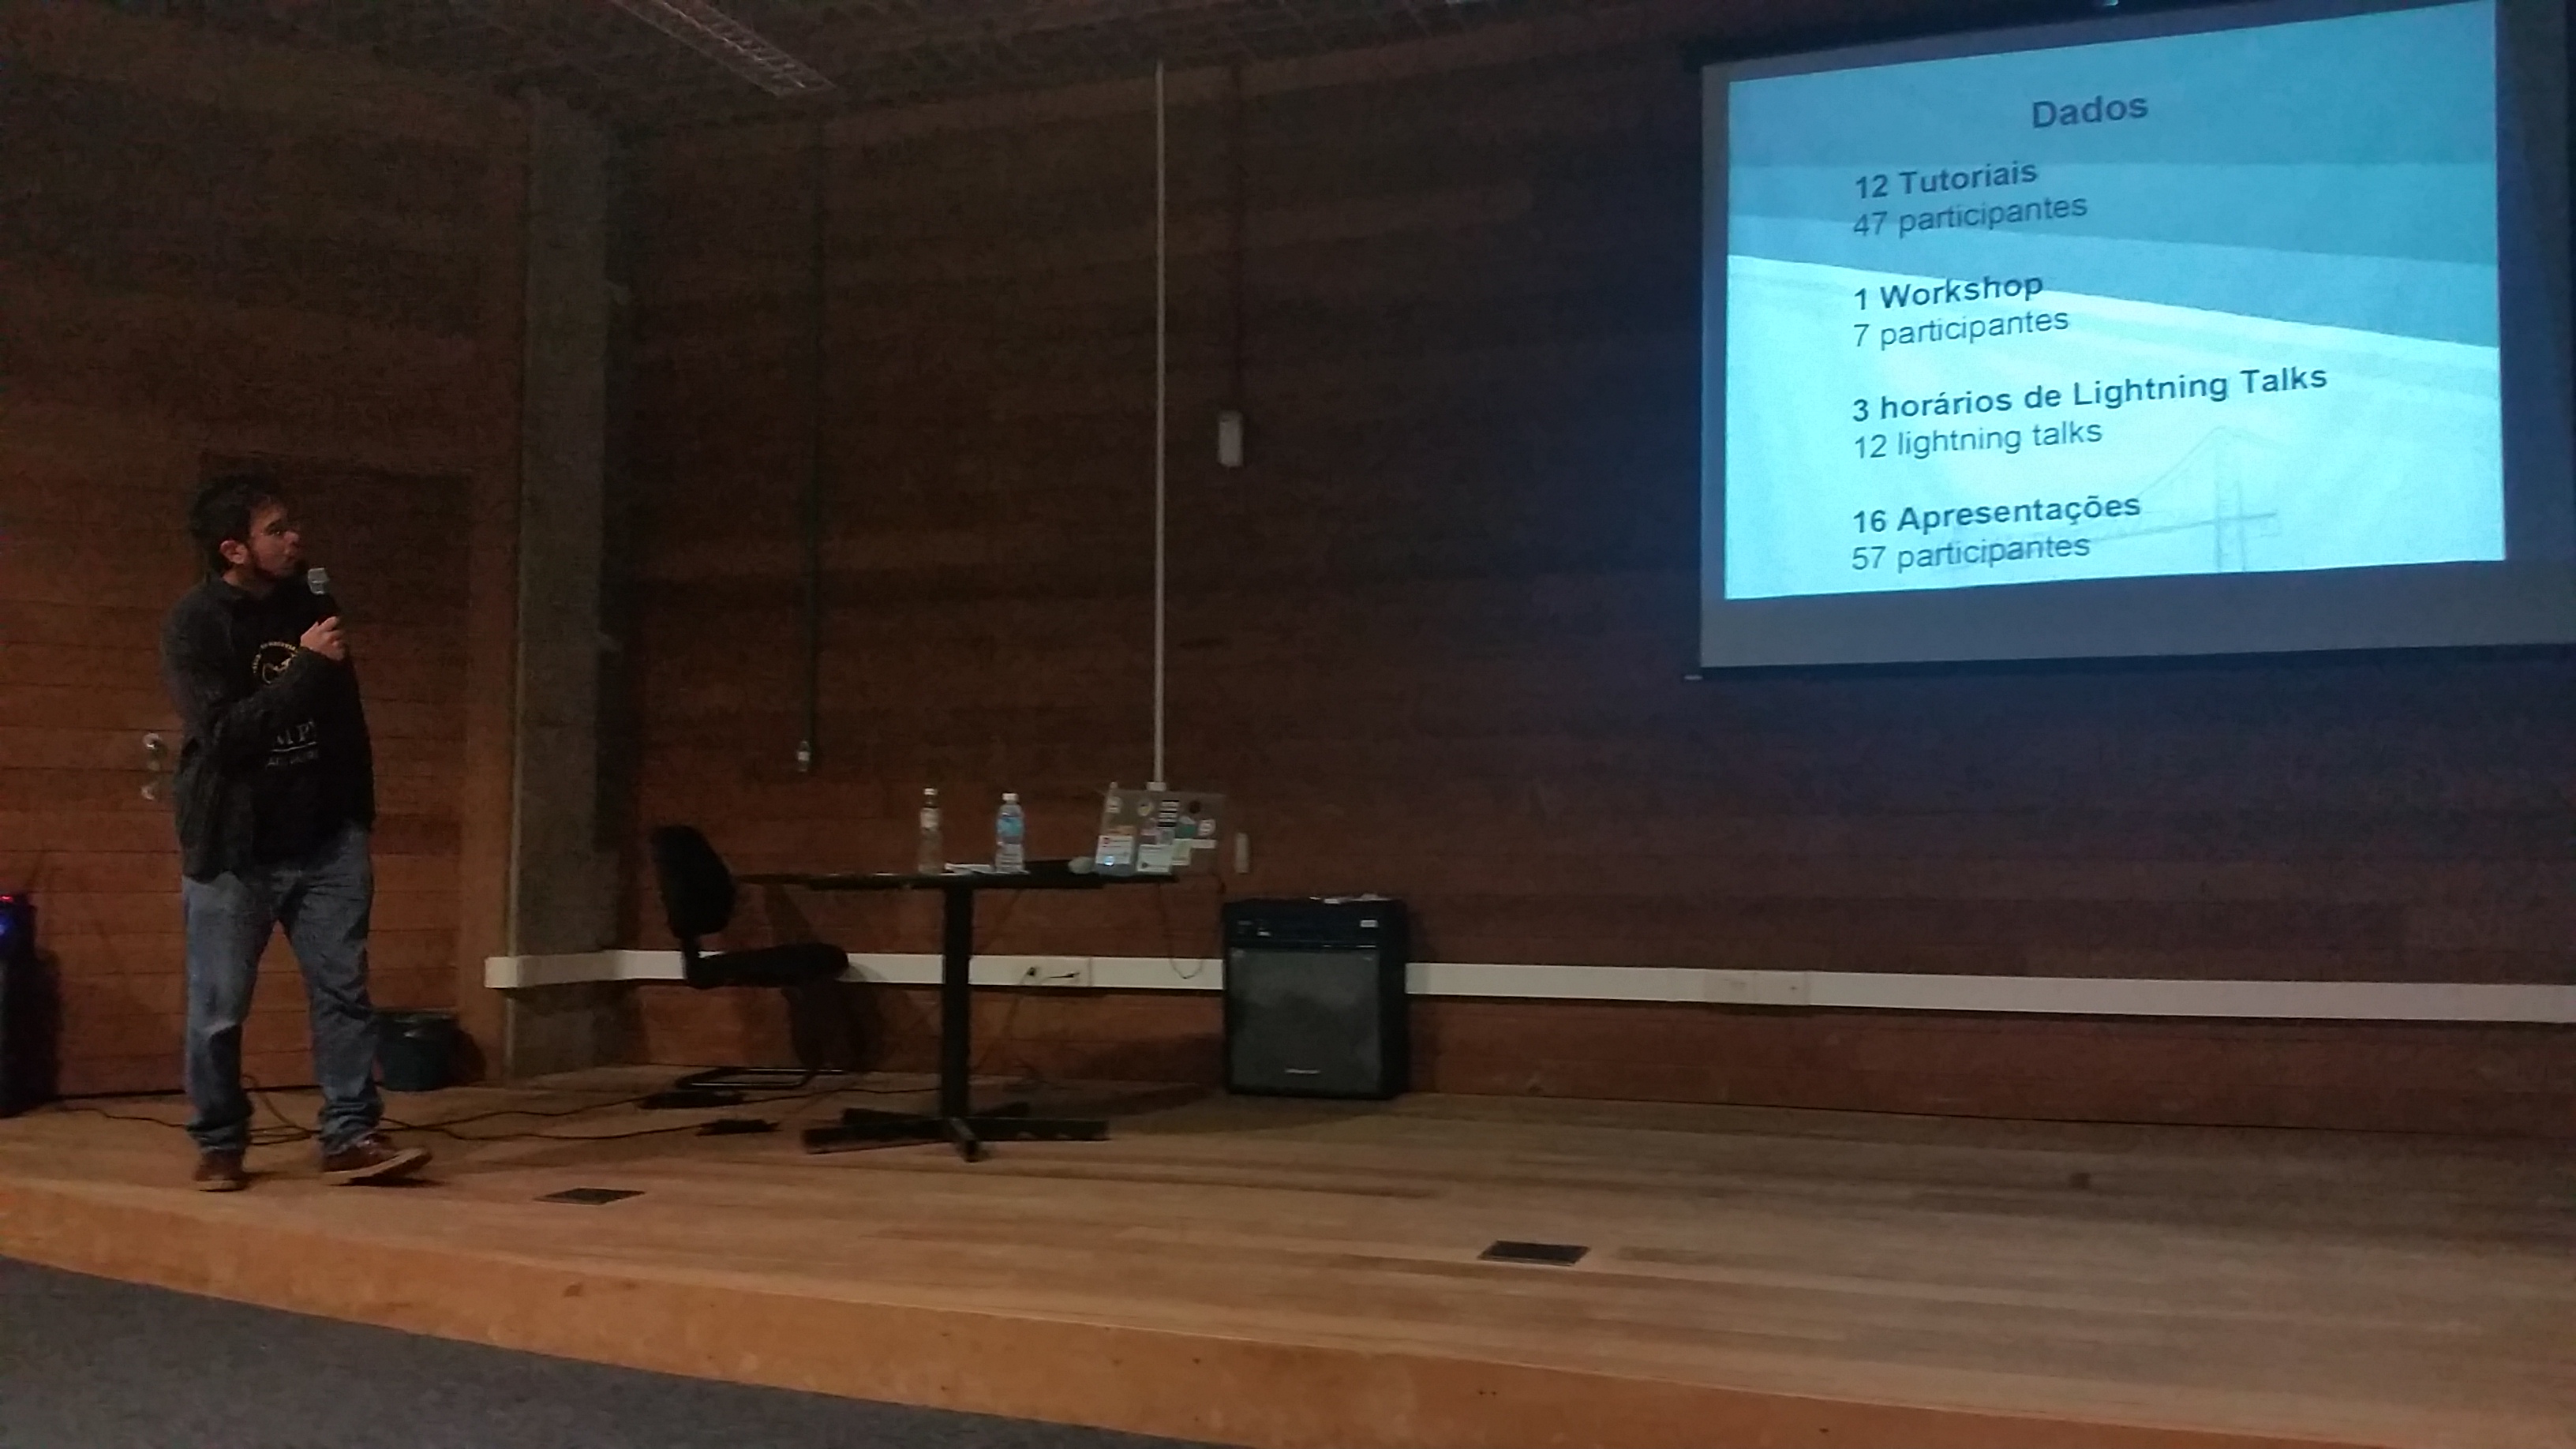 Dados
12 Tutoriais
47 participantes
1 Workshop
7 participantes
3 horários de Lightning Talks
12 lightning talks
16 Apresentações
57 participantes